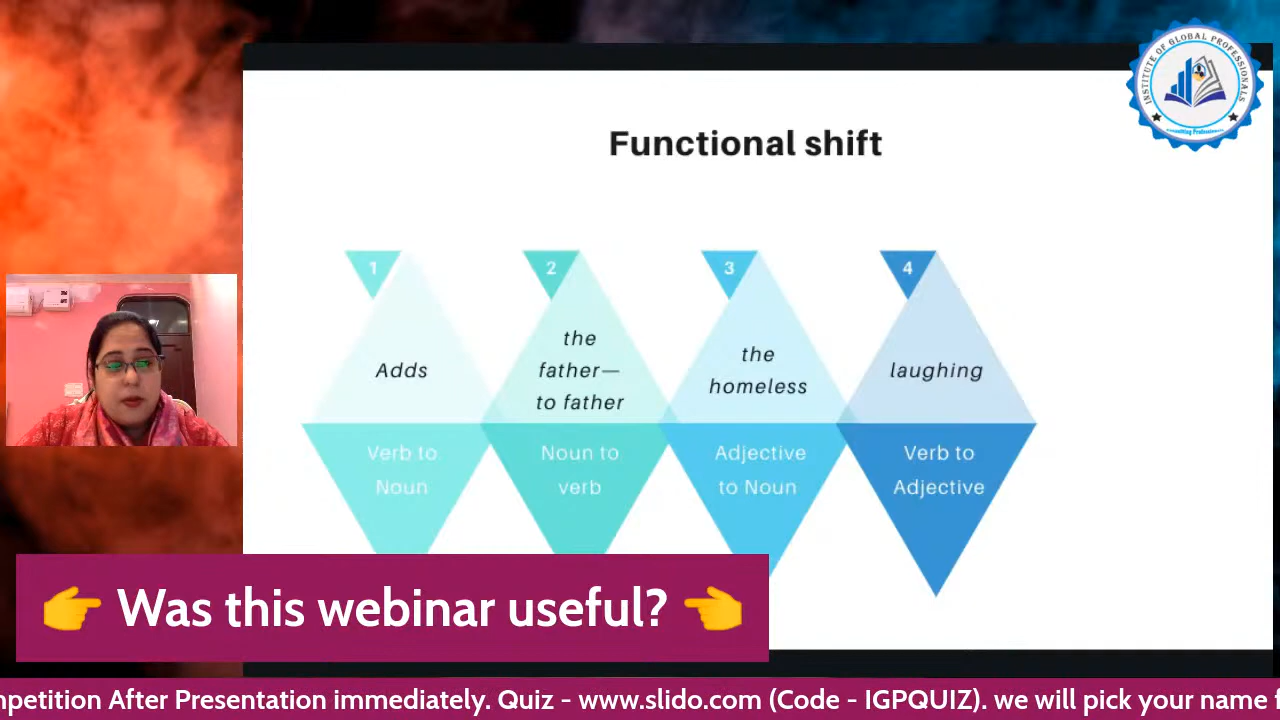 INSTITUTE OF GLOBAL PROFESSIONALS
Functional shift
1
2
3
4
Adds
the
father—
to father
the
homeless
laughing
Verb to
Noun
Noun to
verb
Adjective
to Noun
Verb to
Adjective
👉 Was this webinar useful? 👈
mpetition After Presentation immediately. Quiz - www.slido.com (Code - IGPQUIZ). we will pick your name f